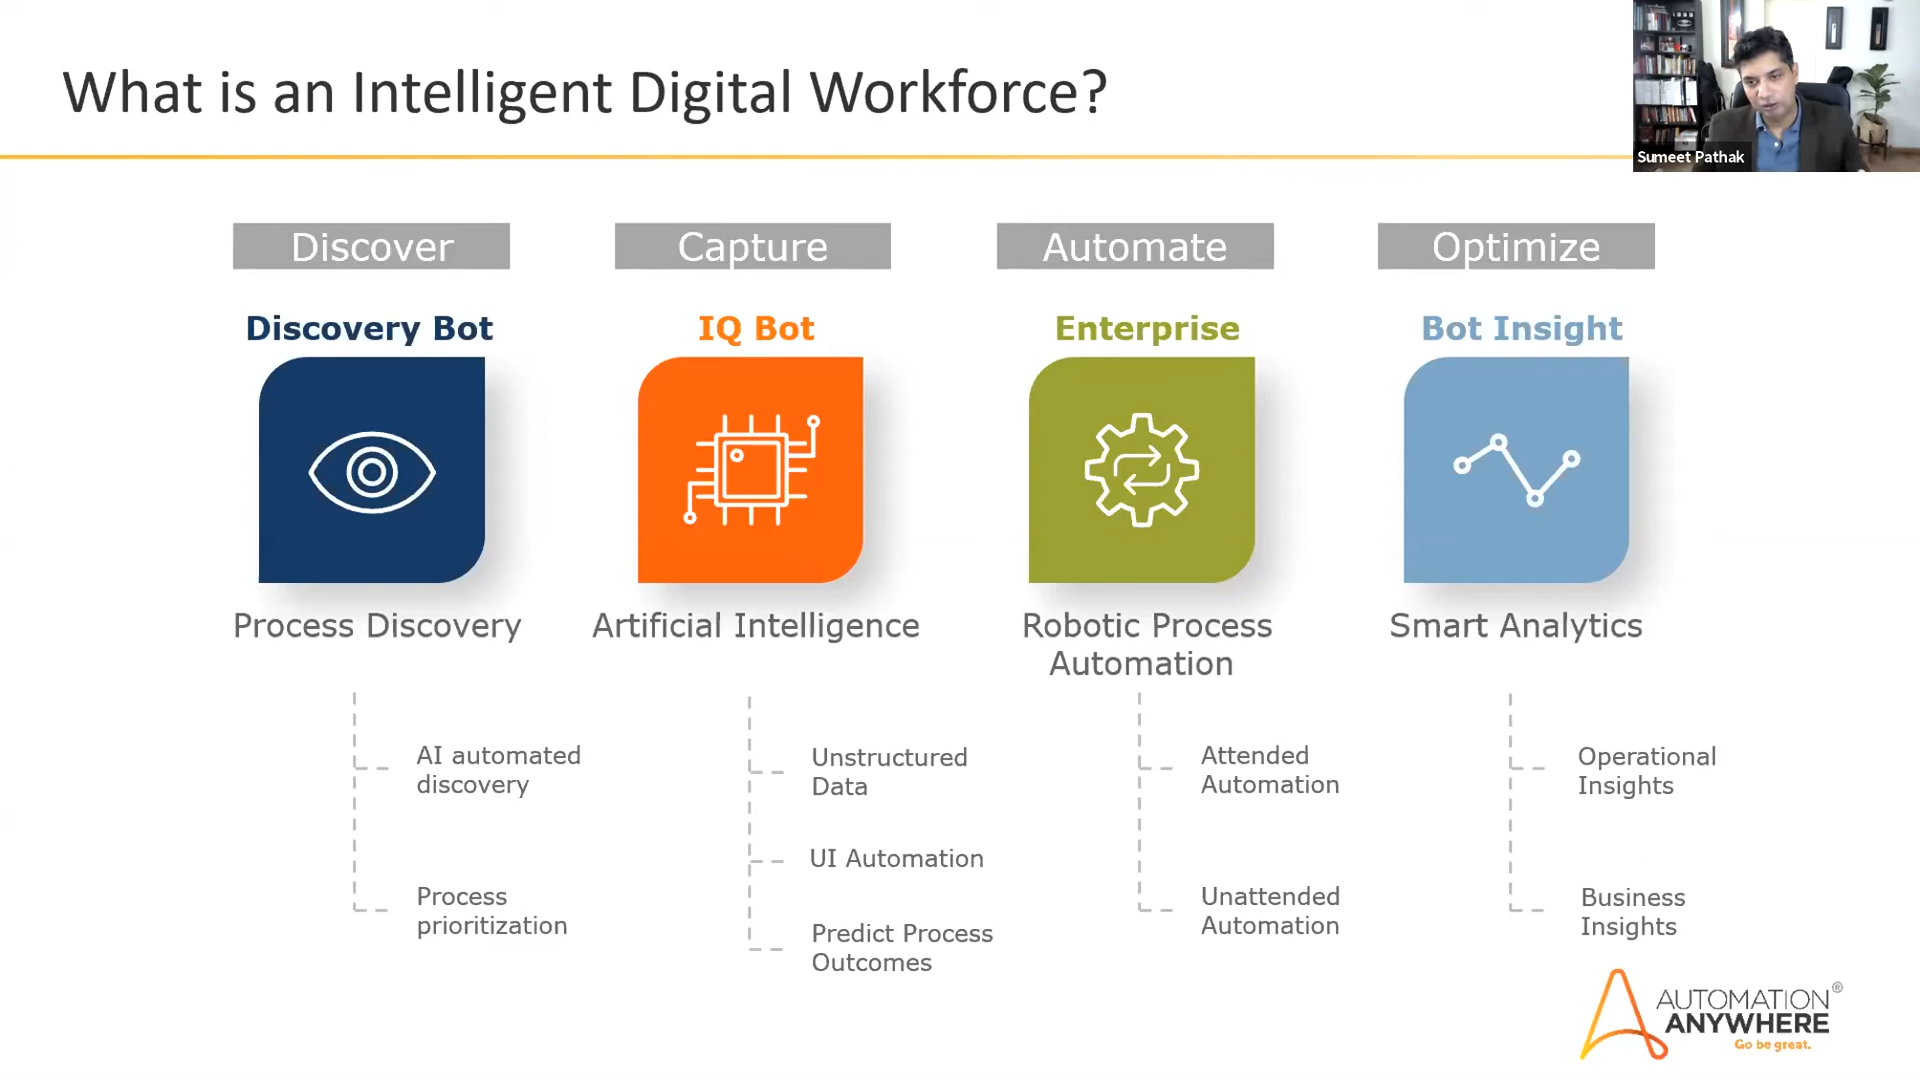 What is an Intelligent Digital Workforce?
Sumeet Pathak
Discover
Capture
Automate
Optimize
Discovery Bot
IQ Bot
Enterprise
Bot Insight
Process Discovery
Artificial Intelligence
Robotic Process
Automation
Smart Analytics
AI automated
discovery
Process
prioritization
Unstructured
Data
UI Automation
Predict Process
Outcomes
Attended
Automation
Unattended
Automation
Operational
Insights
Business
Insights
AUTOMATION®
ANYWHERE
Go be great.